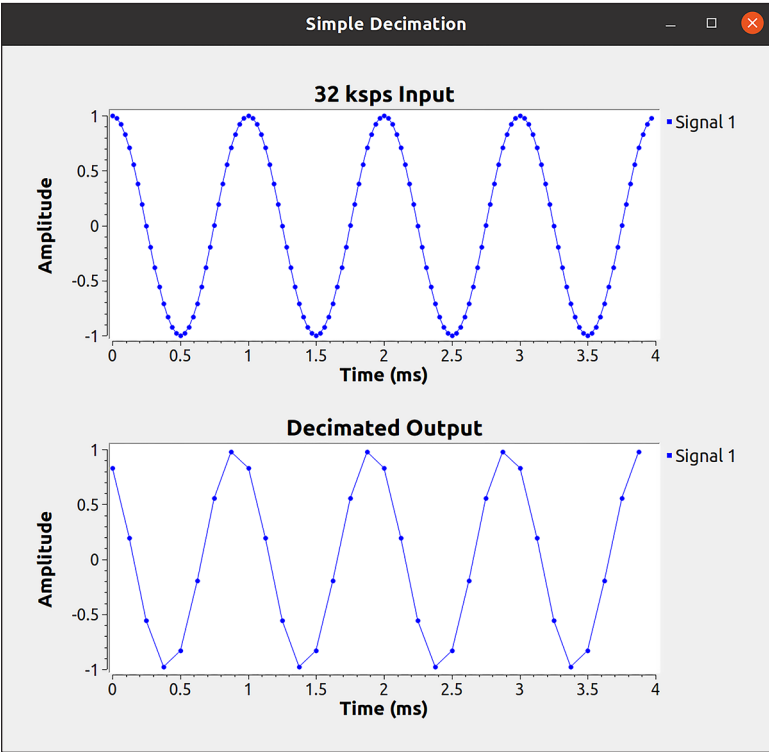 Simple Decimation
32 ksps Input
Signal 1
Amplitude
1
0.5
0
-0.5
-1
0 0.5 1 1.5 2 2.5 3 3.5 4
Time (ms)
Decimated Output
Signal 1
Amplitude
1
0.5
0
-0.5
-1
0 0.5 1 1.5 2 2.5 3 3.5 4
Time (ms)